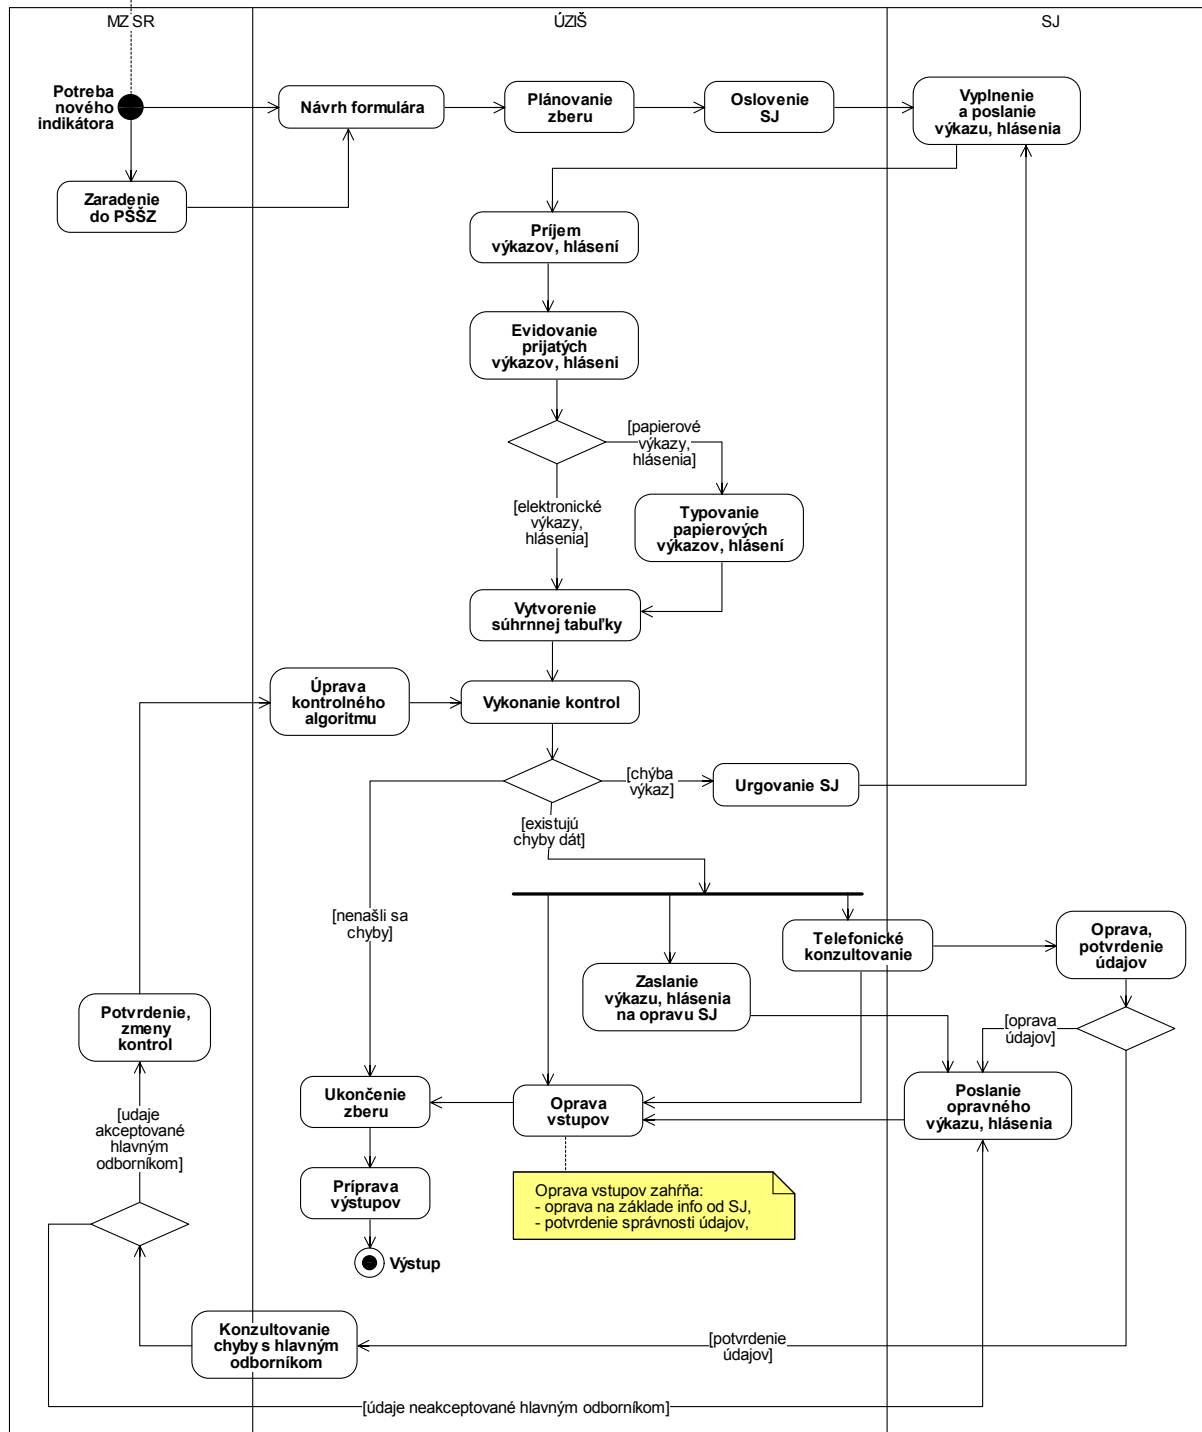 MZ SR
ÚZIŠ
SJ
Potreba
nového
indikátora
Návrh formulára
Plánovanie
zberu
Oslovenie
SJ
Vyplnenie
a poslanie
výkazu, hlásenia
Zaradenie
do PŠŠZ
Príjem
výkazov, hlásení
Evidovanie
prijatých
výkazov, hláseni
[papierové
výkazy,
hlásenia]
[elektronické
výkazy,
hlásenia]
Typovanie
papierových
výkazov, hlásení
Vytvorenie
súhrnnej tabuľky
Úprava
kontrolného
algoritmu
Vykonanie kontrol
[chýba
výkaz]
Urgovanie SJ
[existujú
chyby dát]
[nenašli sa
chyby]
Telefonické
konzultovanie
Oprava,
potvrdenie
údajov
Zaslanie
výkazu, hlásenia
na opravu SJ
Potvrdenie,
zmeny
kontrol
[oprava
údajov]
Ukončenie
zberu
Oprava
vstupov
Poslanie
opravného
výkazu, hlásenia
[udaje
akceptované
hlavným
odborníkom]
Príprava
výstupov
Oprava vstupov zahŕňa:
- oprava na základe info od SJ,
- potvrdenie správnosti údajov,
Výstup
Konzultovanie
chyby s hlavným
odborníkom
[potvrdenie
údajov]
[údaje neakceptované hlavným odborníkom]